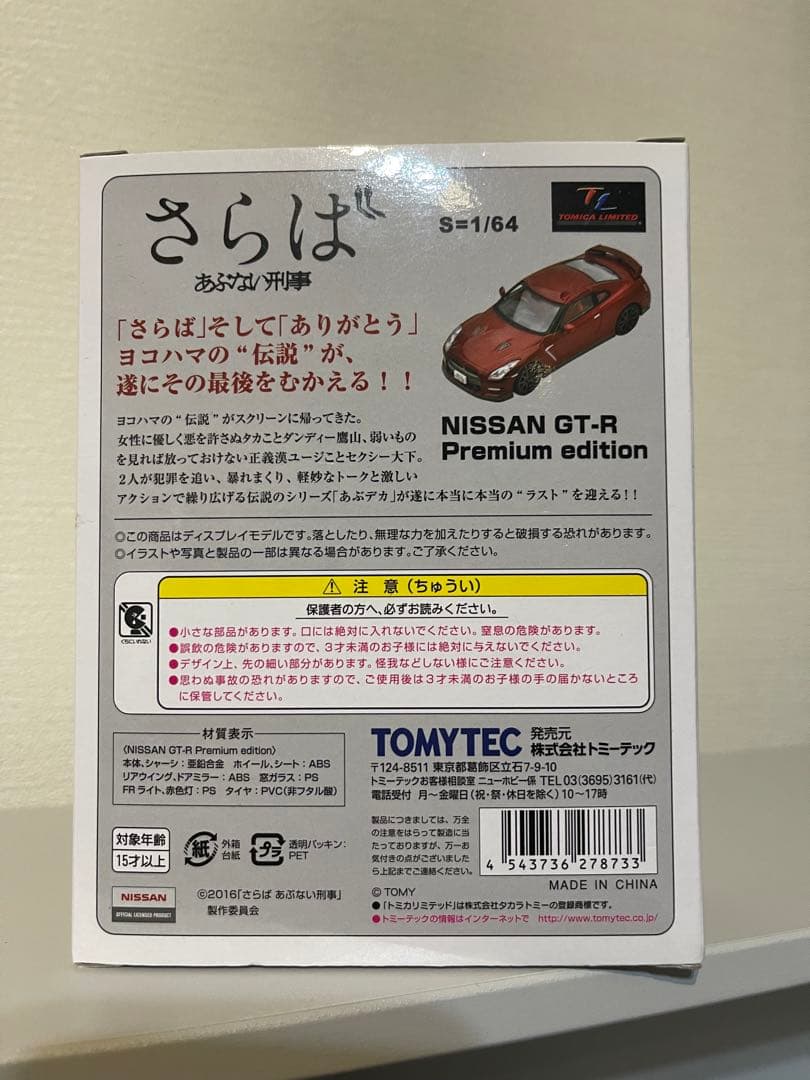 さらば
あぶない刑事
S=1/64
TL
TOMICA LIMITED
「さらば」そして「ありがとう」
ヨコハマの“伝説”が、
遂にその最後をむかえる！！
NISSAN GT-R
Premium edition
ヨコハマの“伝説”がスクリーンに帰ってきた。
女性に優しく悪を許さぬタカことダンディー鷹山、弱いもの
を見れば放っておけない正義漢ユージことセクシー大下。
２人が犯罪を追い、暴れまくり、軽妙なトークと激しい
アクションで繰り広げる伝説のシリーズ「あぶデカ」が遂に本当に本当の“ラスト”を迎える！！
◎この商品はディスプレイモデルです。落としたり、無理な力を加えたりすると破損する恐れがあります。
◎イラストや写真と製品の一部は異なる場合があります。ご了承ください。
⚠ 注 意（ちゅうい）
保護者の方へ、必ずお読みください。
くちにいれない
●小さな部品があります。口には絶対に入れないでください。窒息の危険があります。
●誤飲の危険がありますので、３才未満のお子様には絶対に与えないでください。
●デザイン上、先の細い部分があります。怪我などしない様にご注意ください。
●思わぬ事故の恐れがありますので、ご使用後は３才未満のお子様の手の届かないところ
に保管してください。
材質表示
〈NISSAN GT-R Premium edition〉
本体、シャーシ：亜鉛合金　ホイール、シート：ABS
リアウイング、ドアミラー：ABS　窓ガラス：PS
FRライト、赤色灯：PS　タイヤ：PVC（非フタル酸）
TOMYTEC 発売元
株式会社トミーテック
〒124-8511 東京都葛飾区立石7-9-10
トミーテックお客様相談室 ニューホビー係 TEL 03(3695)3161(代)
電話受付　月〜金曜日（祝・祭・休日を除く）10〜17時
対象年齢
15才以上
紙
外箱
台紙
プラ
透明パッキン：
PET
製品につきましては、万全
の注意をはらって製造に当
たっておりますが、万一お
気付きの点がございました
ら上記までご連絡ください。
4 543736 278733
MADE IN CHINA
NISSAN
OFFICIAL LICENSED PRODUCT
©2016「さらば あぶない刑事」
製作委員会
© TOMY
●「トミカリミテッド」は株式会社タカラトミーの登録商標です。
●トミーテックの情報はインターネットで　http://www.tomytec.co.jp/